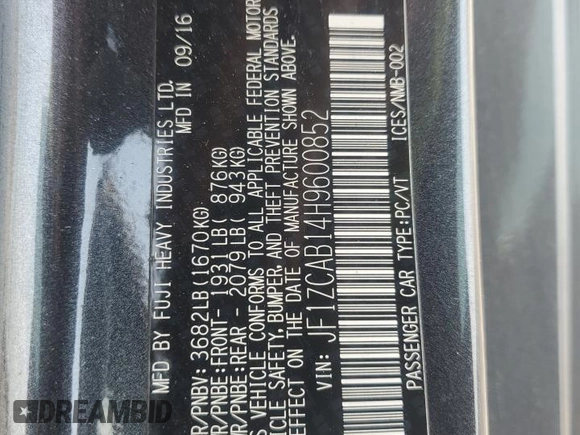 MFD BY FUJI HEAVY INDUSTRIES LTD.
MFD IN 09/16
R/PNBV: 3682LB(1670KG)
R/PNBE:FRONT- 1931LB( 876KG)
R/PNBE:REAR - 2079LB( 943KG)
VEHICLE CONFORMS TO ALL APPLICABLE FEDERAL MOTOR
ICLE SAFETY, BUMPER, AND THEFT PREVENTION STANDARDS
EFFECT ON THE DATE OF MANUFACTURE SHOWN ABOVE.
VIN: JF1ZCAB14H9600852
PASSENGER CAR TYPE:PC/VT ICES/NMB-002
DREAMBID